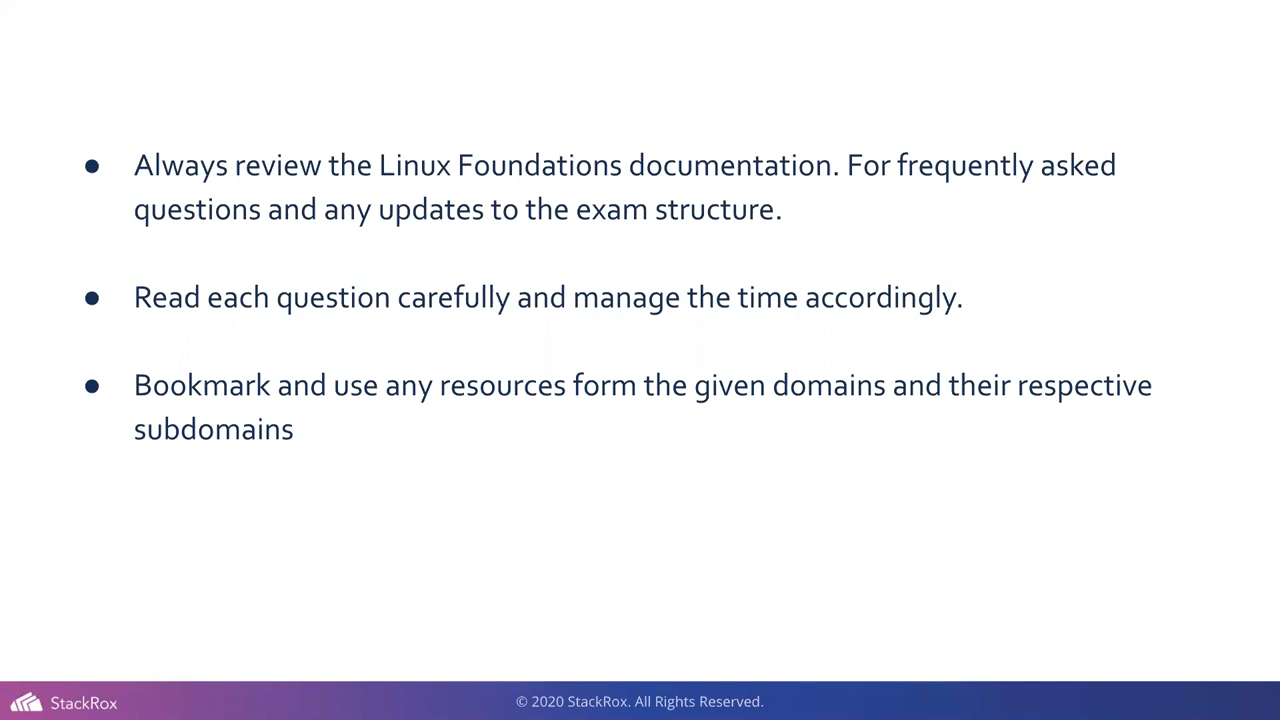 ● Always review the Linux Foundations documentation. For frequently asked
questions and any updates to the exam structure.
● Read each question carefully and manage the time accordingly.
● Bookmark and use any resources form the given domains and their respective
subdomains
StackRox
© 2020 StackRox. All Rights Reserved.